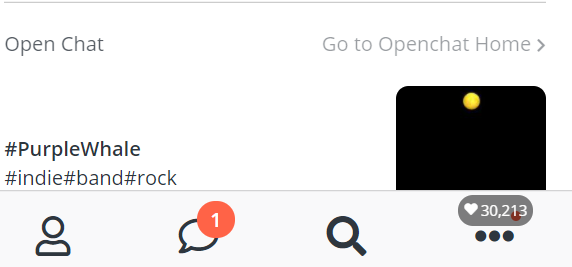 Open Chat
Go to Openchat Home
#PurpleWhale
#indie#band#rock
1
30,213